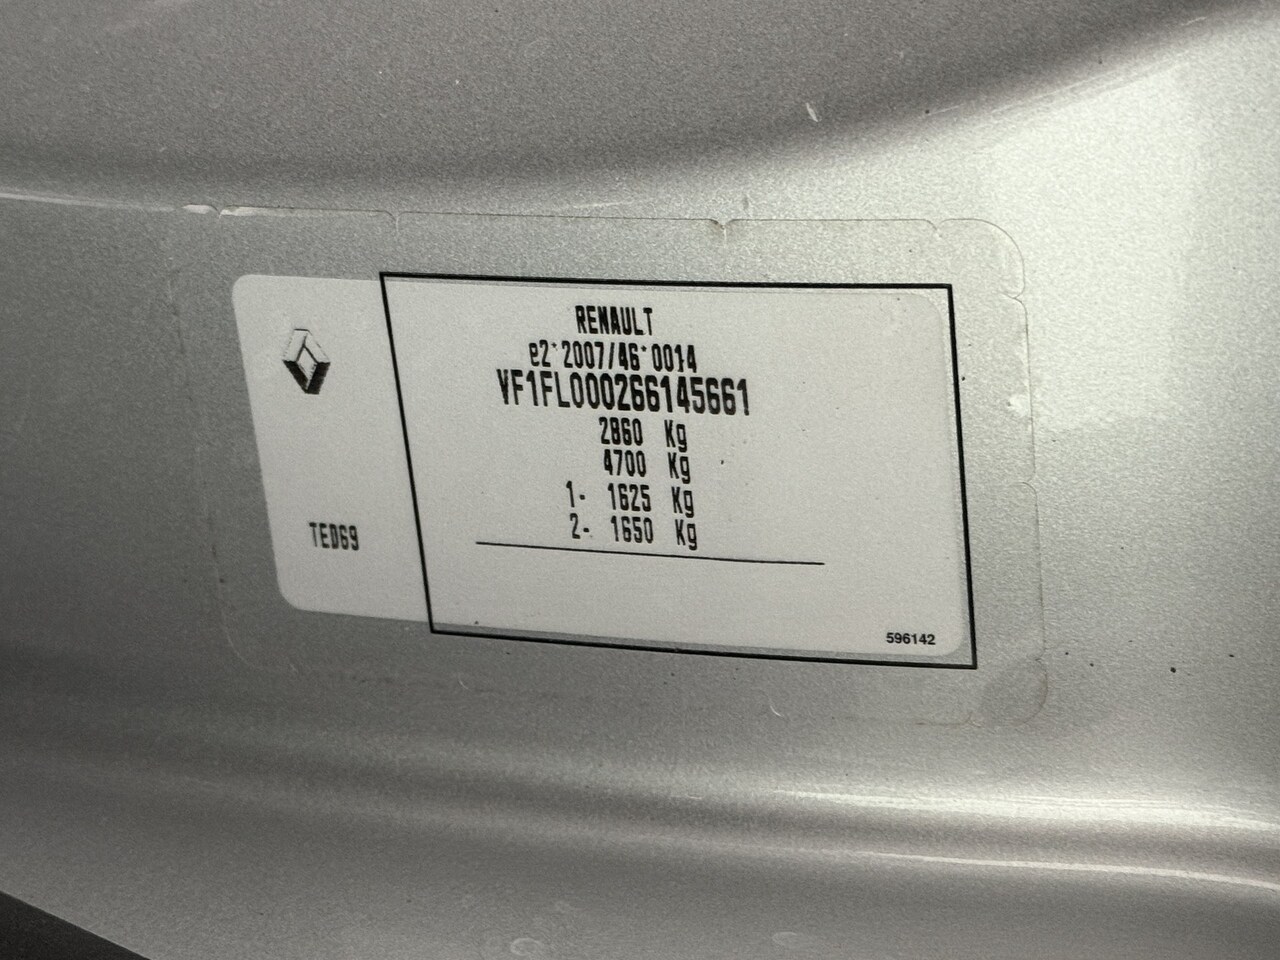 RENAULT
e2*2007/46*0014
VF1FL000266145661
2860 Kg
4700 Kg
1- 1625 Kg
2- 1650 Kg
TED69
596142